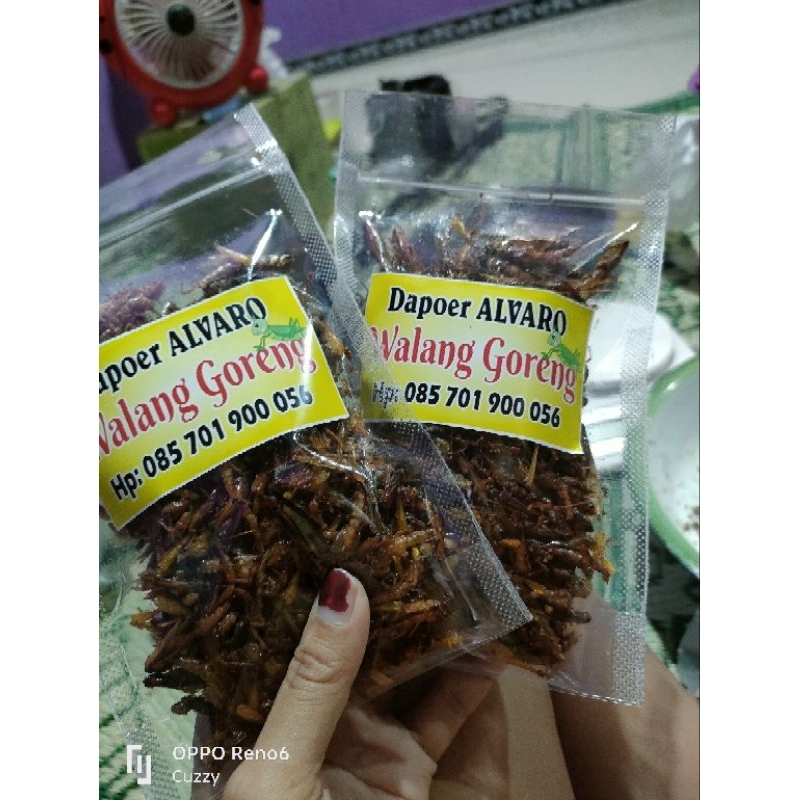 Dapoer ALVARO
Walang Goreng
Hp: 085 701 900 056
Dapoer ALVARO
Walang Goreng
Hp: 085 701 900 056
OPPO Reno6
Cuzzy